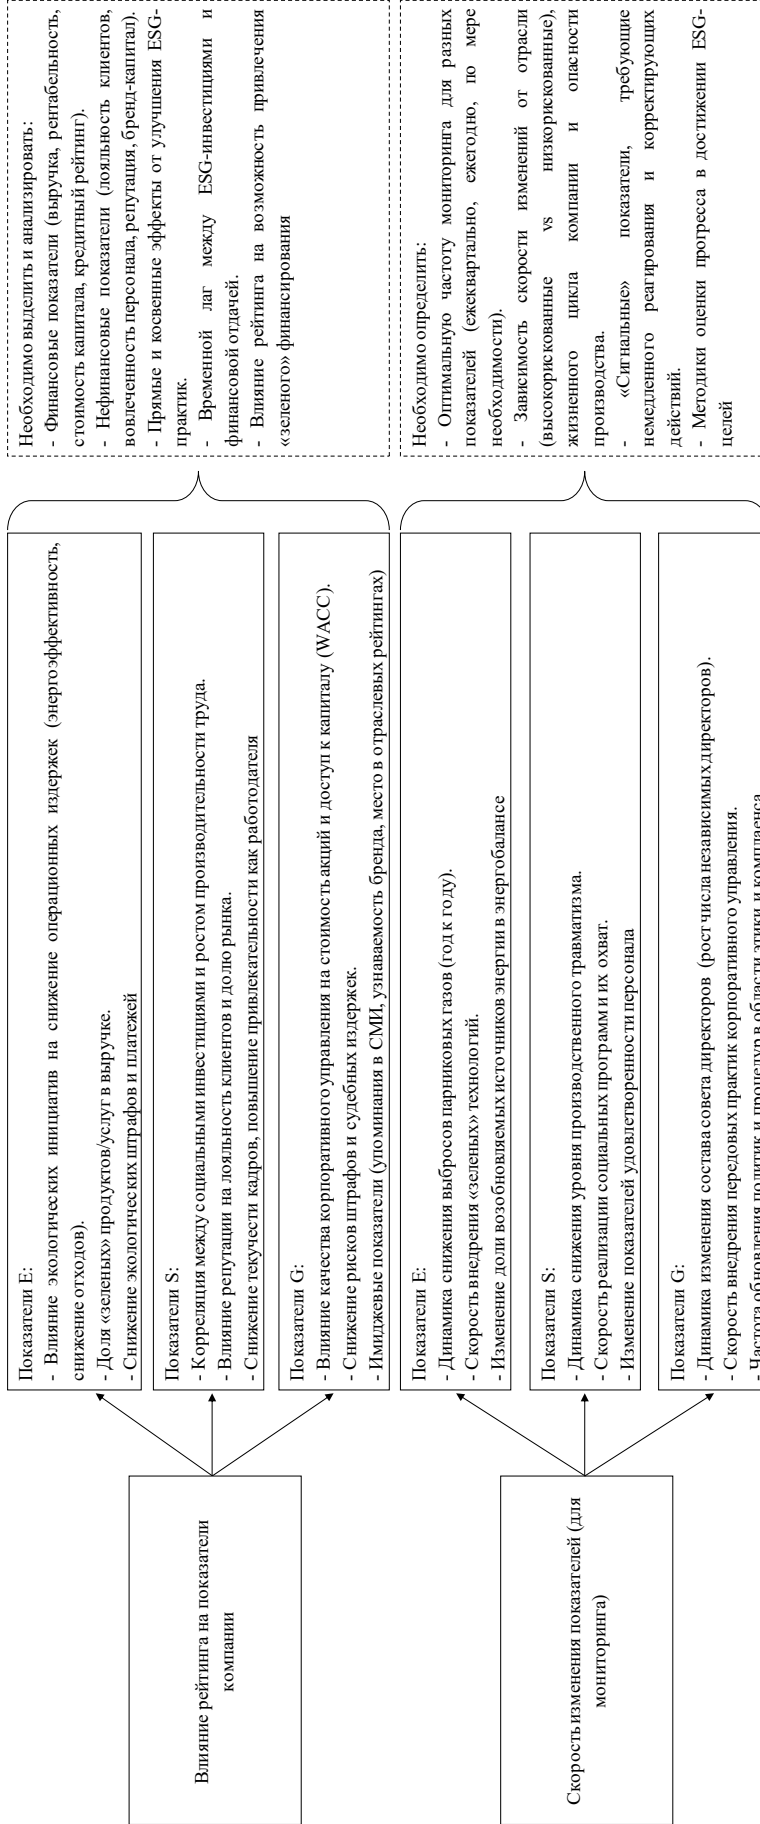 Влияние рейтинга на показатели
компании
Показатели E:
- Влияние экологических инициатив на снижение операционных издержек (энергоэффективность,
снижение отходов).
- Доля «зеленых» продуктов/услуг в выручке.
- Снижение экологических штрафов и платежей
Показатели S:
- Корреляция между социальными инвестициями и ростом производительности труда.
- Влияние репутации на лояльность клиентов и долю рынка.
- Снижение текучести кадров, повышение привлекательности как работодателя
Показатели G:
- Влияние качества корпоративного управления на стоимость акций и доступ к капиталу (WACC).
- Снижение рисков штрафов и судебных издержек.
- Имиджевые показатели (упоминания в СМИ, узнаваемость бренда, место в отраслевых рейтингах)
Необходимо выделить и анализировать:
- Финансовые показатели (выручка, рентабельность,
стоимость капитала, кредитный рейтинг).
- Нефинансовые показатели (лояльность клиентов,
вовлеченность персонала, репутация, бренд-капитал).
- Прямые и косвенные эффекты от улучшения ESG-
практик.
- Временной лаг между ESG-инвестициями и
финансовой отдачей.
- Влияние рейтинга на возможность привлечения
«зеленого» финансирования
Скорость изменения показателей (для
мониторинга)
Показатели E:
- Динамика снижения выбросов парниковых газов (год к году).
- Скорость внедрения «зеленых» технологий.
- Изменение доли возобновляемых источников энергии в энергобалансе
Показатели S:
- Динамика снижения уровня производственного травматизма.
- Скорость реализации социальных программ и их охват.
- Изменение показателей удовлетворенности персонала
Показатели G:
- Динамика изменения состава совета директоров (рост числа независимых директоров).
- Скорость внедрения передовых практик корпоративного управления.
- Частота обновления политик и процедур в области этики и комплаенса
Необходимо определить:
- Оптимальную частоту мониторинга для разных
показателей (ежеквартально, ежегодно, по мере
необходимости).
- Зависимость скорости изменений от отрасли
(высокорискованные vs низкорискованные),
жизненного цикла компании и опасности
производства.
- «Сигнальные» показатели, требующие
немедленного реагирования и корректирующих
действий.
- Методики оценки прогресса в достижении ESG-
целей